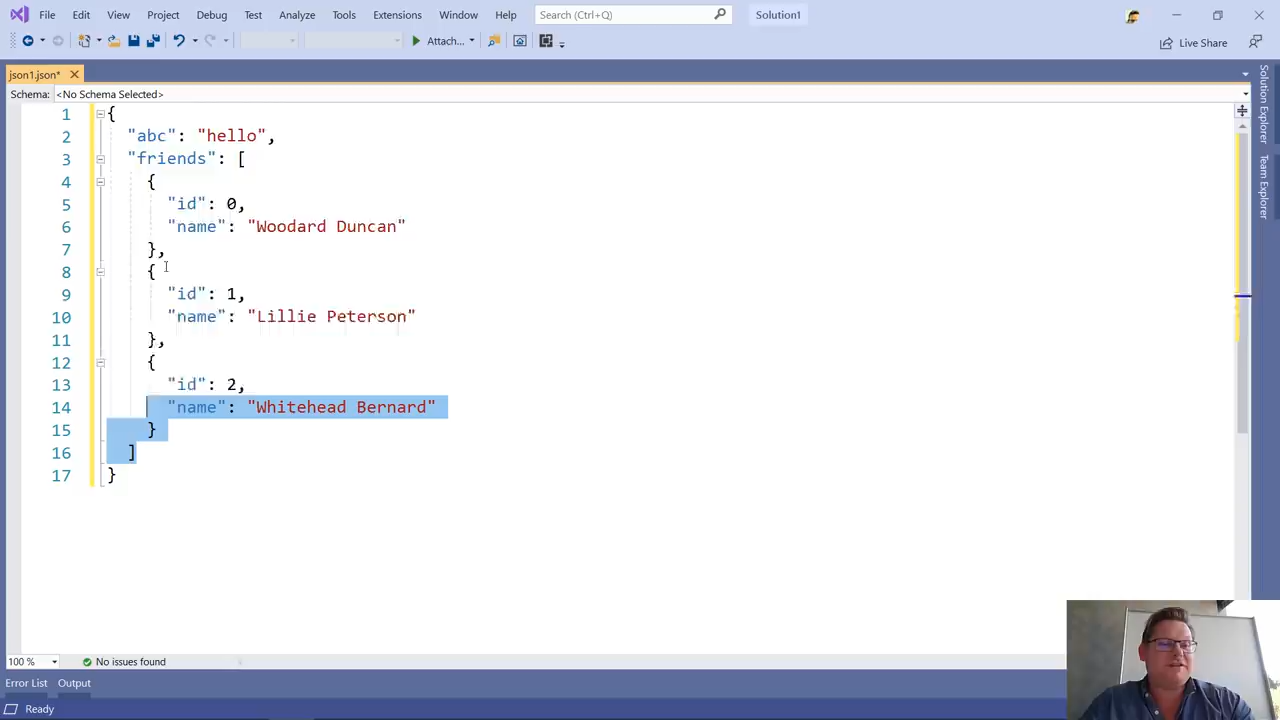 File Edit View Project Debug Test Analyze Tools Extensions Window Help Search (Ctrl+Q) Solution1
Attach... Live Share
json1.json*
Schema: <No Schema Selected>
1 {
2 "abc": "hello",
3 "friends": [
4 {
5 "id": 0,
6 "name": "Woodard Duncan"
7 },
8 {
9 "id": 1,
10 "name": "Lillie Peterson"
11 },
12 {
13 "id": 2,
14 "name": "Whitehead Bernard"
15 }
16 ]
17 }
Solution Explorer
Team Explorer
100 % No issues found
Error List Output
Ready